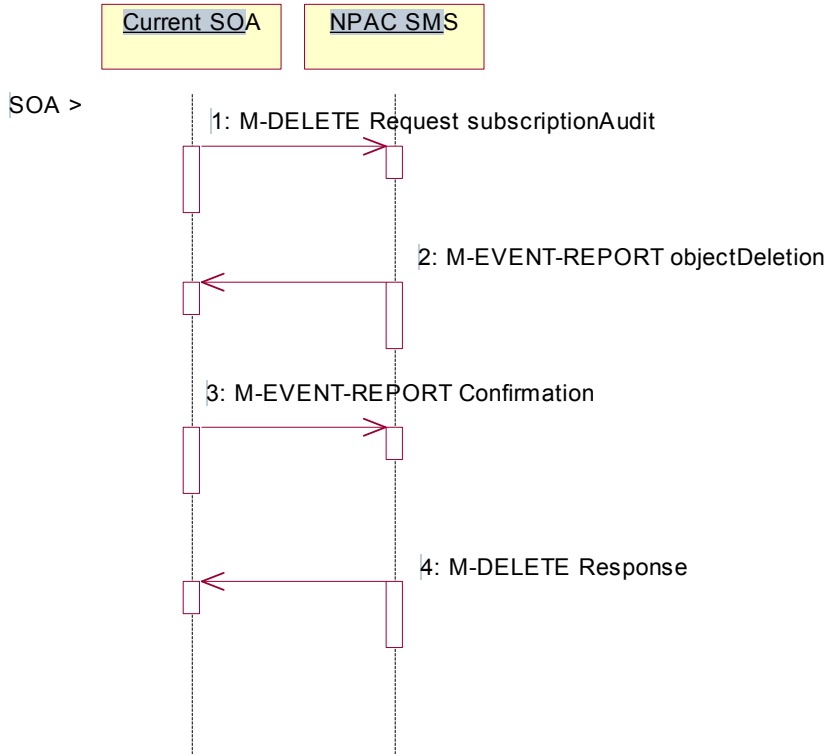 Current SOA
NPAC SMS
SOA >
1: M-DELETE Request subscriptionAudit
2: M-EVENT-REPORT objectDeletion
3: M-EVENT-REPORT Confirmation
4: M-DELETE Response